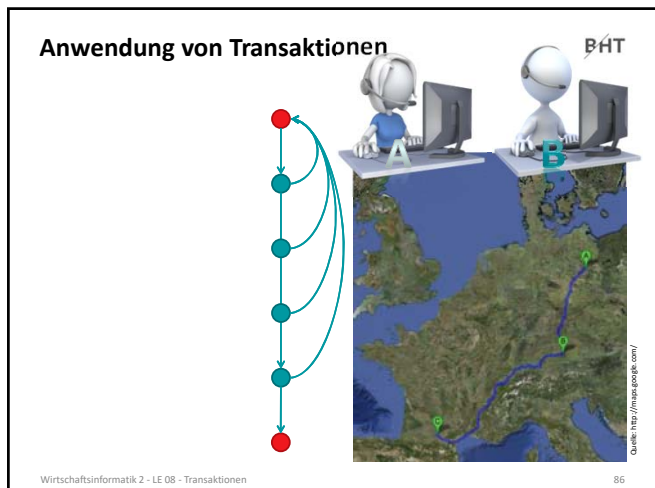 Anwendung von Transaktionen
BHT
A
B
A
B
C
Quelle: http://maps.google.com/
Wirtschaftsinformatik 2 - LE 08 - Transaktionen
86